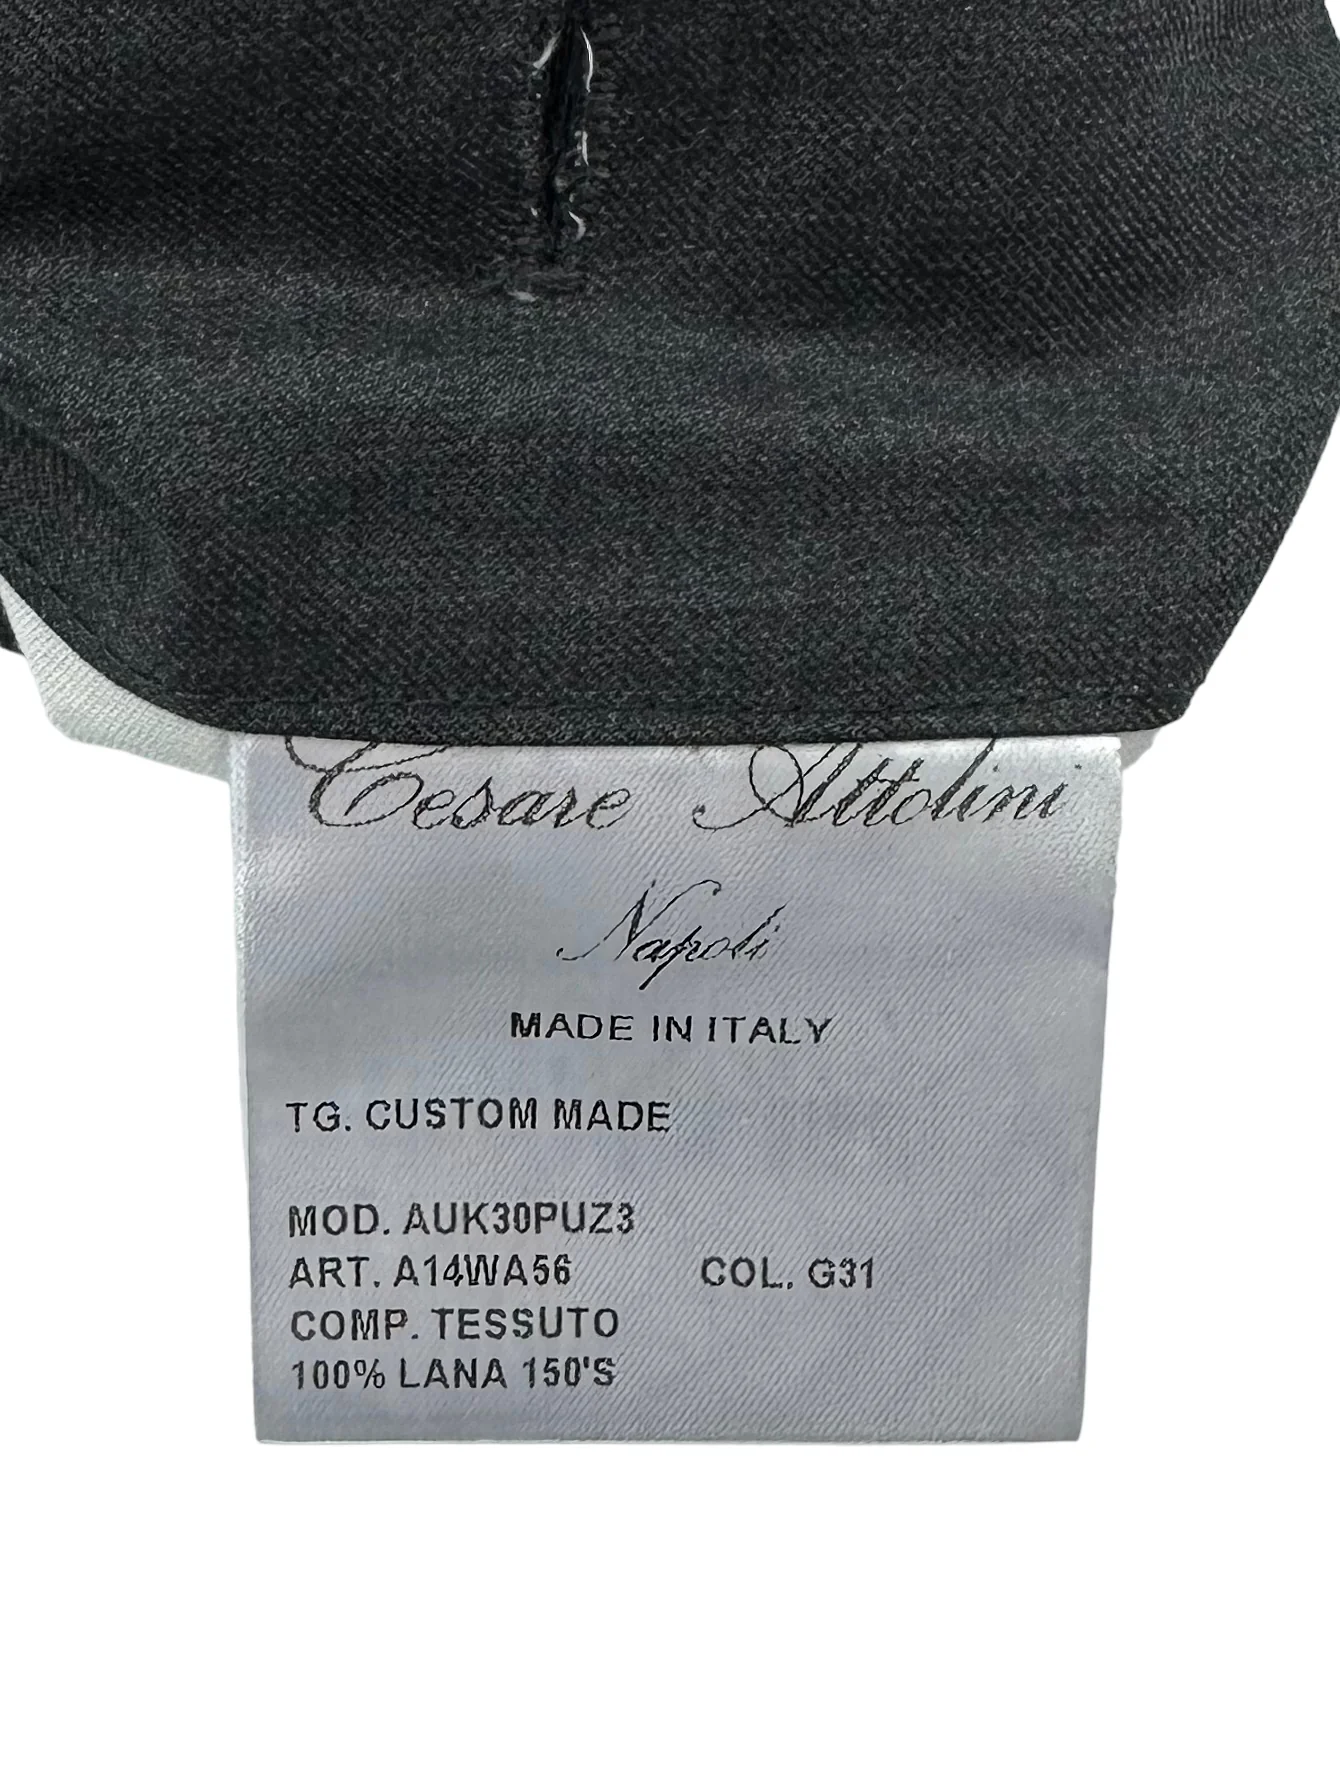 Cesare Attolini
Napoli
MADE IN ITALY
TG. CUSTOM MADE
MOD. AUK30PUZ3
ART. A14WA56 COL. G31
COMP. TESSUTO
100% LANA 150'S